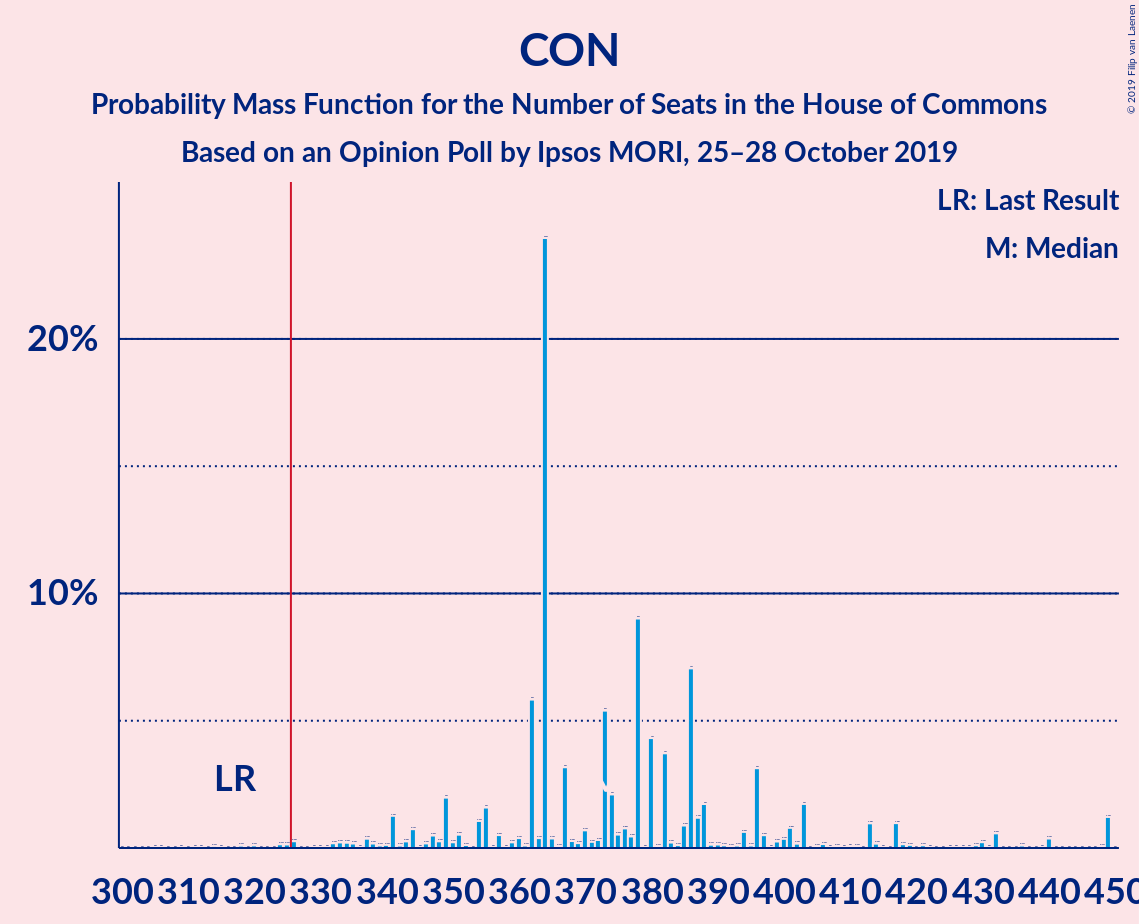 © 2019 Filip van Laenen
CON
Probability Mass Function for the Number of Seats in the House of Commons
Based on an Opinion Poll by Ipsos MORI, 25–28 October 2019
LR: Last Result
M: Median
20%
10%
LR
300 310 320 330 340 350 360 370 380 390 400 410 420 430 440 450